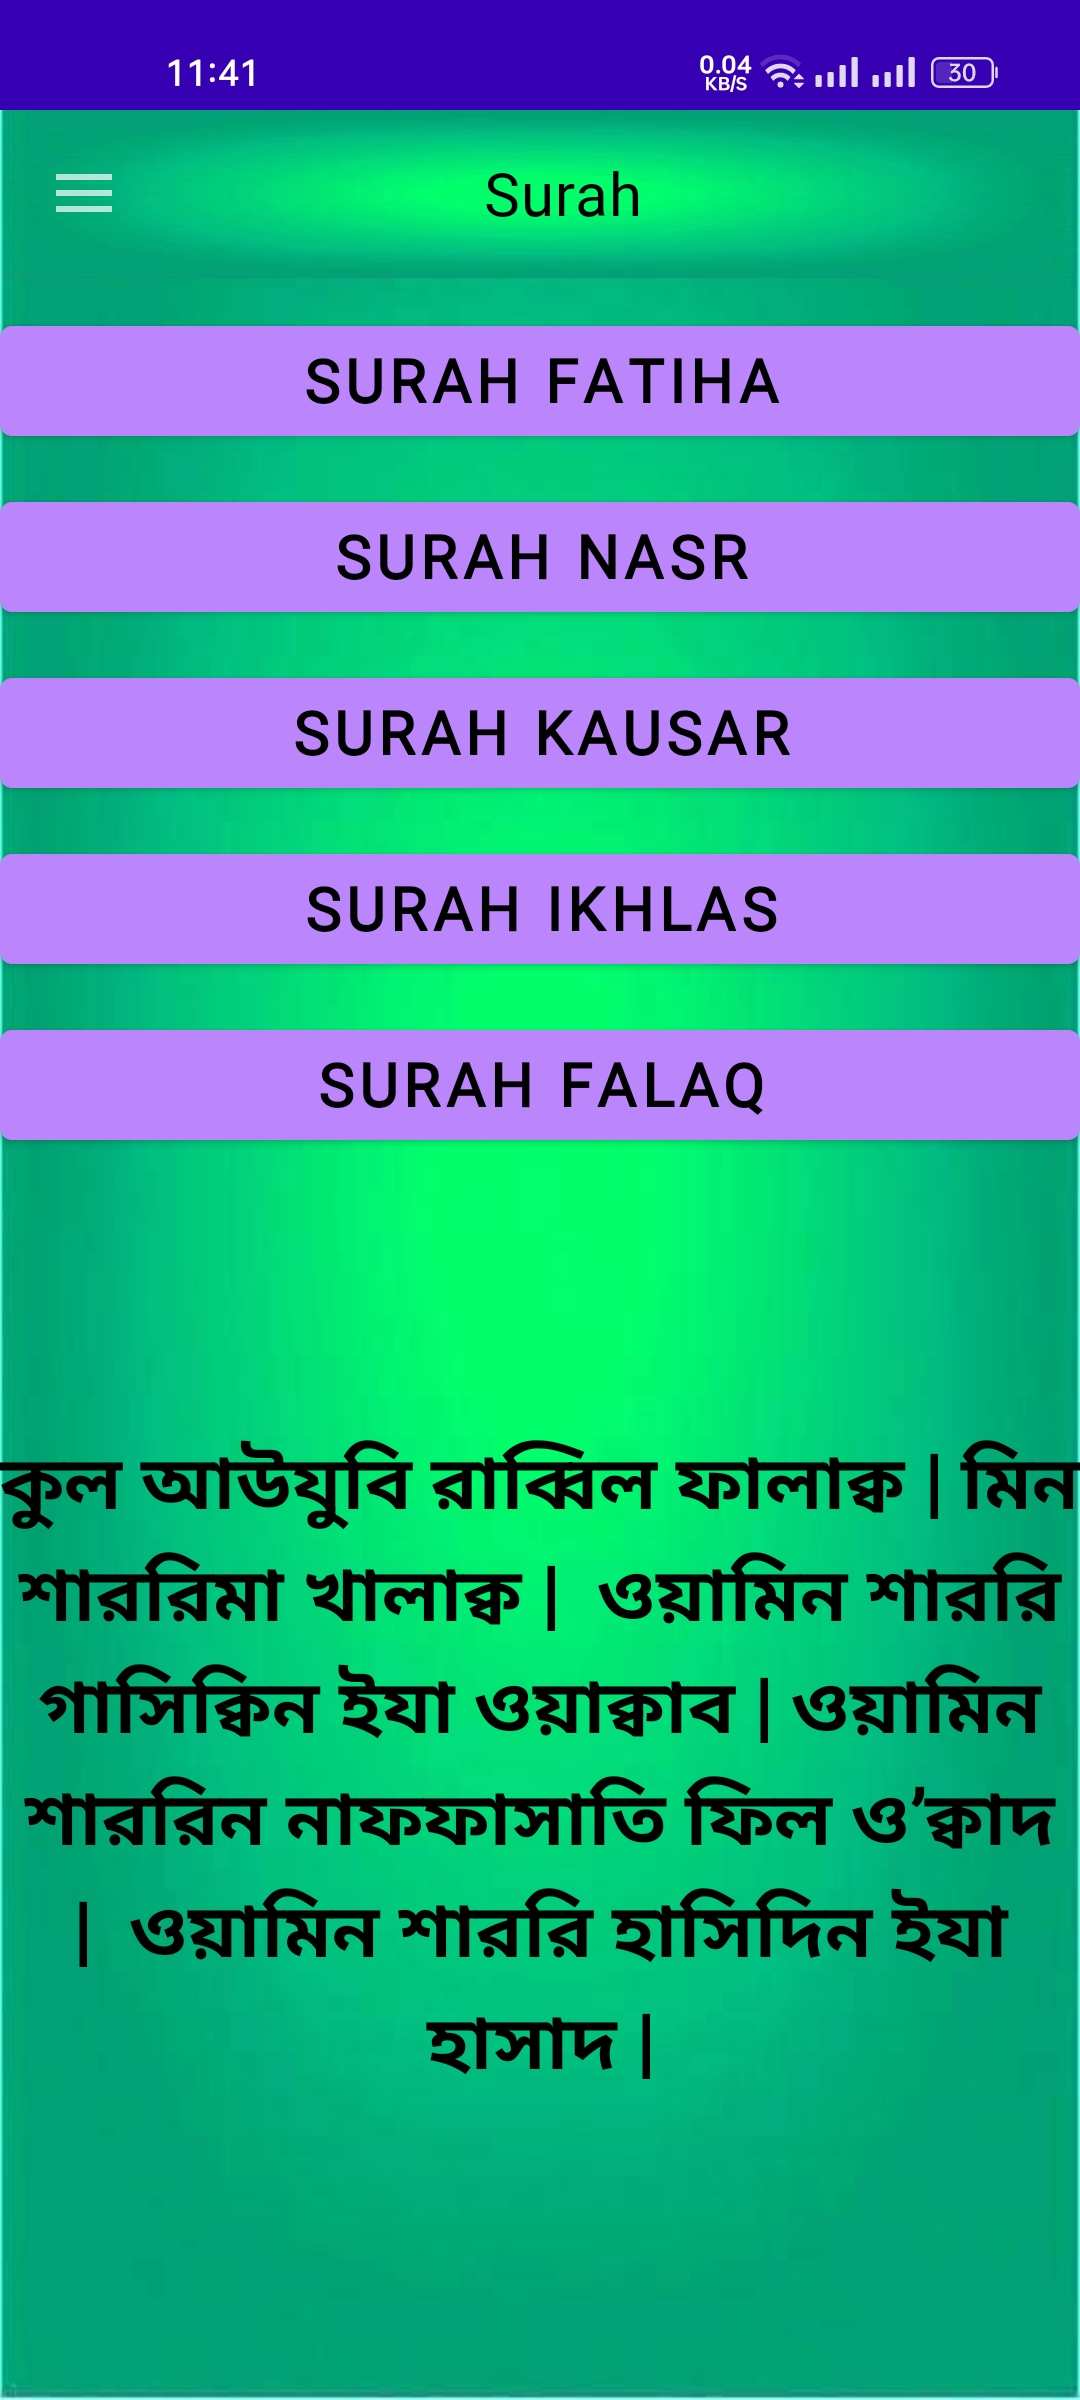 11:41
0.04
KB/S
30
Surah
SURAH FATIHA
SURAH NASR
SURAH KAUSAR
SURAH IKHLAS
SURAH FALAQ
কুল আউযুবি রাব্বিল ফালাক্ব | মিন
শাররিমা খালাক্ব | ওয়ামিন শাররি
গাসিক্বিন ইযা ওয়াক্বাব | ওয়ামিন
শাররিন নাফফাসাতি ফিল ও’ক্বাদ
| ওয়ামিন শাররি হাসিদিন ইযা
হাসাদ |